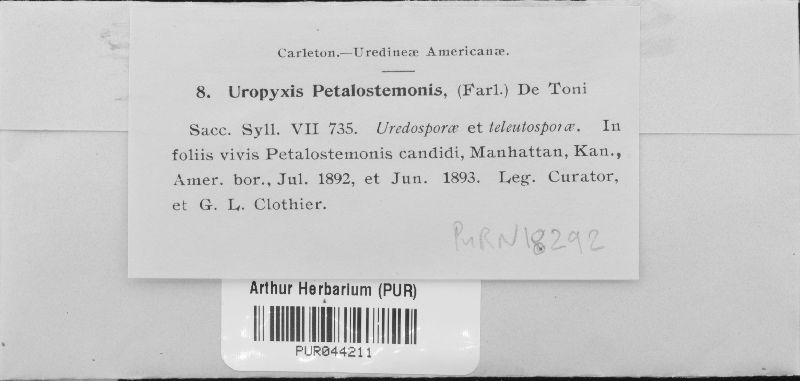 Carleton.—Uredineæ Americanæ.
8. Uropyxis Petalostemonis, (Farl.) De Toni
Sacc. Syll. VII 735. Uredosporæ et teleutosporæ. In
foliis vivis Petalostemonis candidi, Manhattan, Kan.,
Amer. bor., Jul. 1892, et Jun. 1893. Leg. Curator,
et G. L. Clothier.
PURN18292
Arthur Herbarium (PUR)
PUR044211